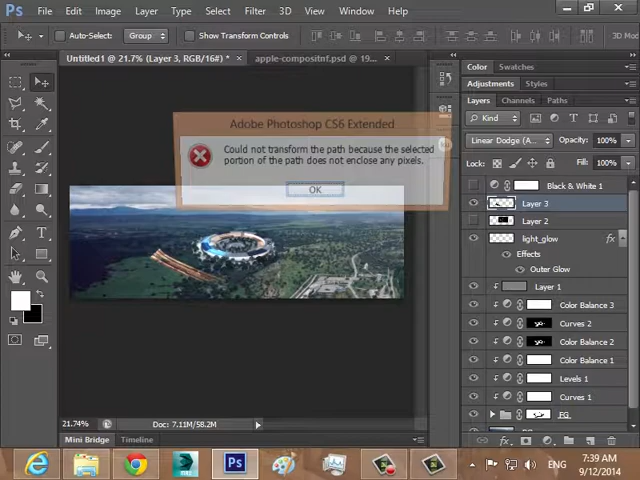 Ps File Edit Image Layer Type Select Filter 3D View Window Help
Auto-Select: Group Show Transform Controls 3D Mod
Untitled1 @ 21.7% (Layer 3, RGB/16#) * × apple-compositnf.psd @ 19... ×
Color Swatches
Adjustments Styles
Layers Channels Paths
Kind
Linear Dodge (A... Opacity: 100%
Lock: Fill: 100%
Adobe Photoshop CS6 Extended
Could not transform the path because the selected
portion of the path does not enclose any pixels.
OK
Black & White 1
Layer 3
Layer 2
light_glow fx
Effects
Outer Glow
Layer 1
Color Balance 3
Curves 2
Color Balance 2
Color Balance 1
Levels 1
Curves 1
FG
21.74% Doc: 7.11M/58.2M
Mini Bridge Timeline
fx.
Ps
ENG
7:39 AM
9/12/2014